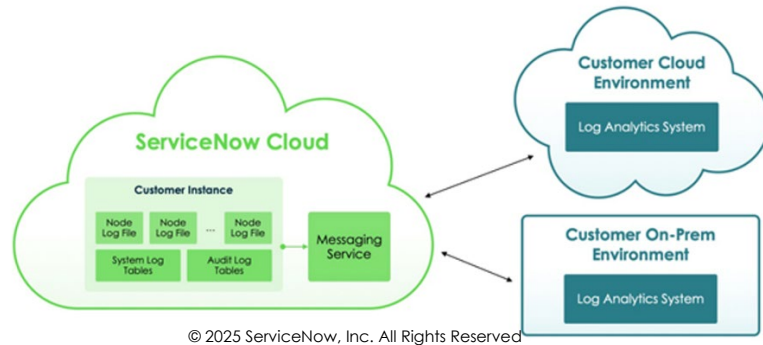 ServiceNow Cloud
Customer Instance
Node
Log File
Node
Log File
...
Node
Log File
System Log
Tables
Audit Log
Tables
Messaging
Service
Customer Cloud
Environment
Log Analytics System
Customer On-Prem
Environment
Log Analytics System
© 2025 ServiceNow, Inc. All Rights Reserved